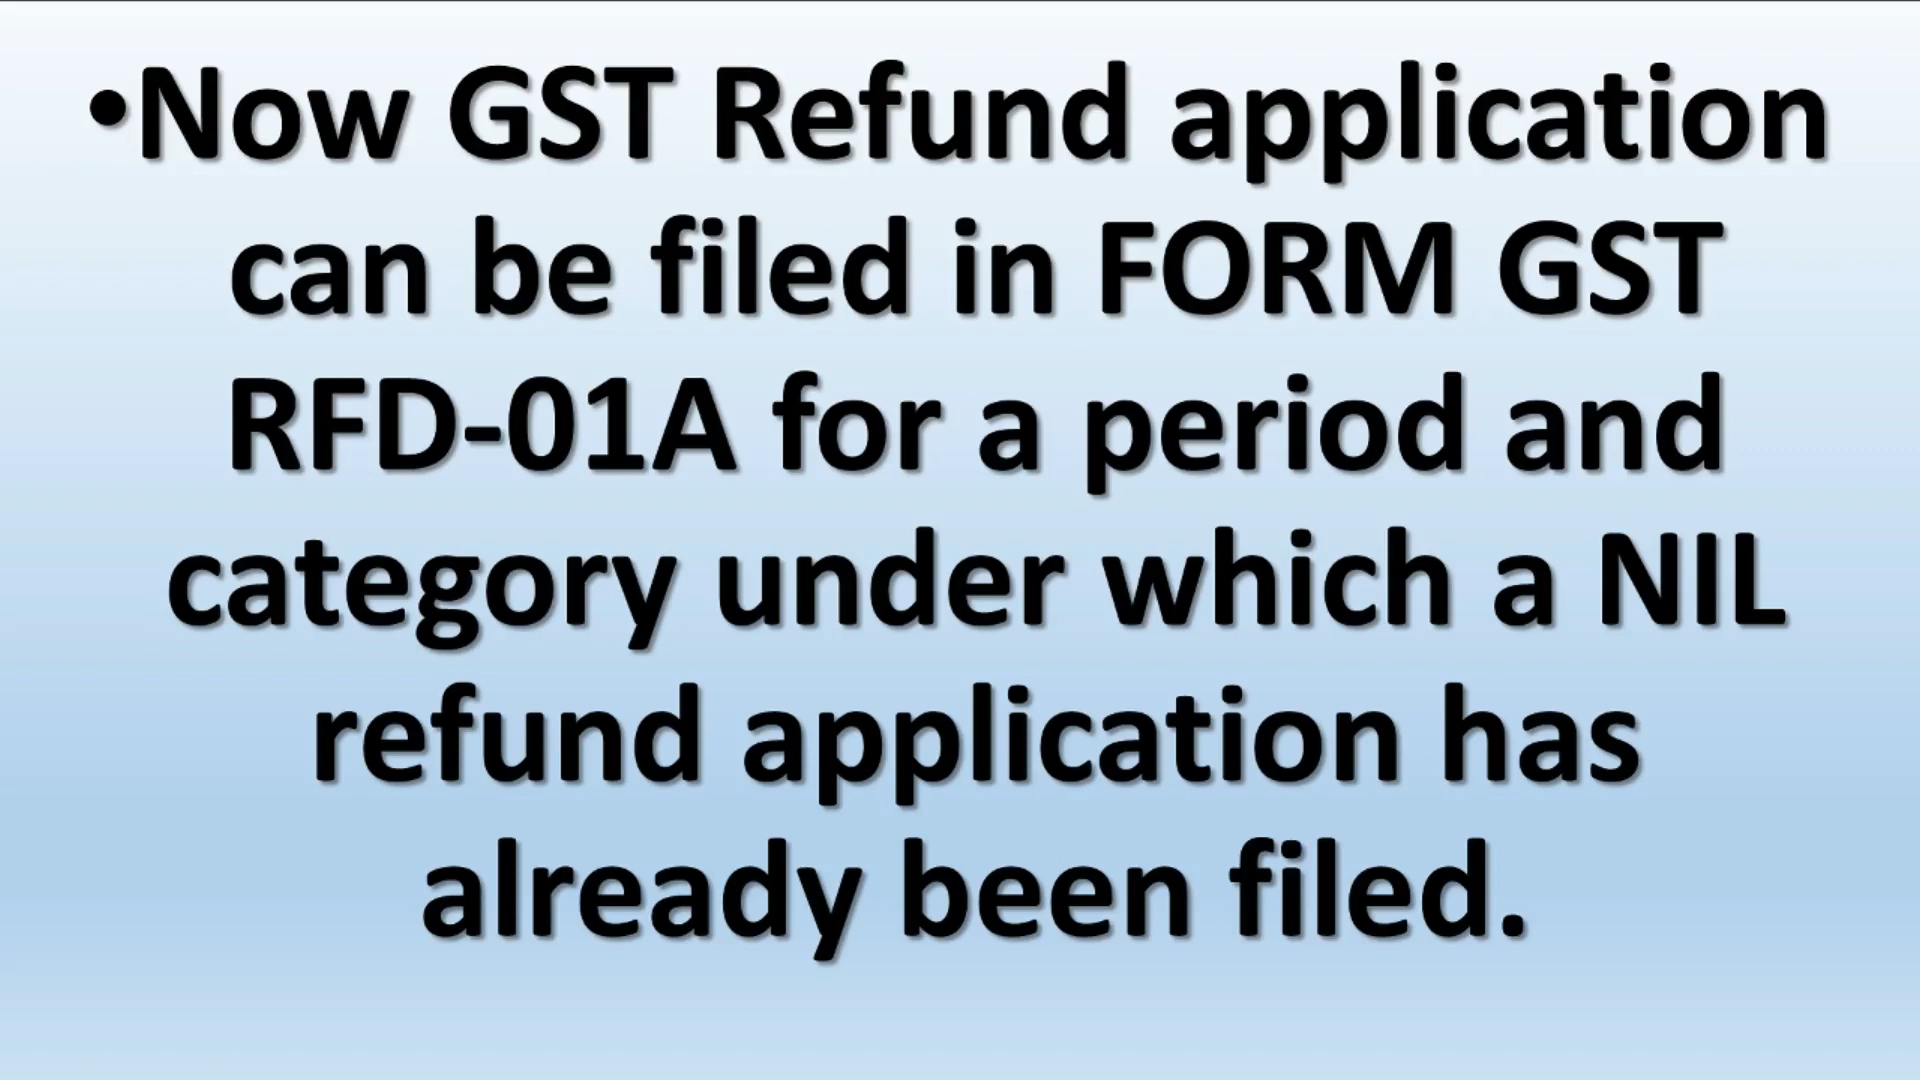 •Now GST Refund application
can be filed in FORM GST
RFD-01A for a period and
category under which a NIL
refund application has
already been filed.